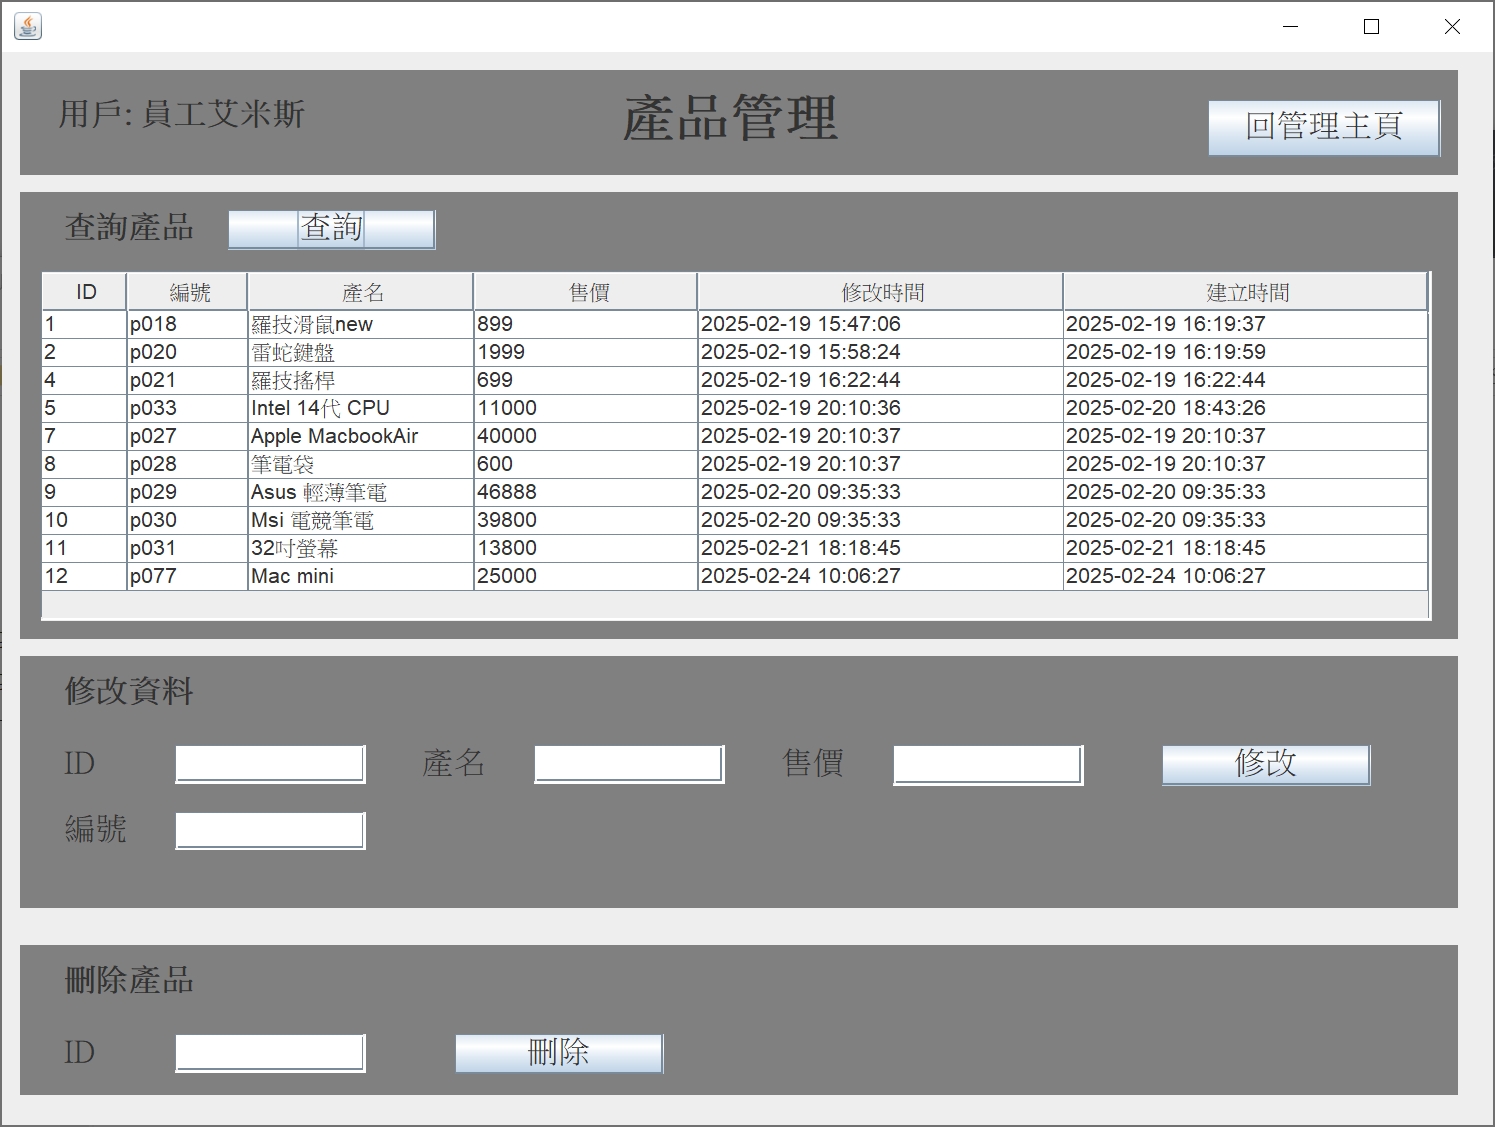 用戶: 員工艾米斯 產品管理 回管理主頁
查詢產品 查詢
ID 編號 產名 售價 修改時間 建立時間
1 p018 羅技滑鼠new 899 2025-02-19 15:47:06 2025-02-19 16:19:37
2 p020 雷蛇鍵盤 1999 2025-02-19 15:58:24 2025-02-19 16:19:59
4 p021 羅技搖桿 699 2025-02-19 16:22:44 2025-02-19 16:22:44
5 p033 Intel 14代 CPU 11000 2025-02-19 20:10:36 2025-02-20 18:43:26
7 p027 Apple MacbookAir 40000 2025-02-19 20:10:37 2025-02-19 20:10:37
8 p028 筆電袋 600 2025-02-19 20:10:37 2025-02-19 20:10:37
9 p029 Asus 輕薄筆電 46888 2025-02-20 09:35:33 2025-02-20 09:35:33
10 p030 Msi 電競筆電 39800 2025-02-20 09:35:33 2025-02-20 09:35:33
11 p031 32吋螢幕 13800 2025-02-21 18:18:45 2025-02-21 18:18:45
12 p077 Mac mini 25000 2025-02-24 10:06:27 2025-02-24 10:06:27
修改資料
ID 產名 售價 修改
編號
刪除產品
ID 刪除